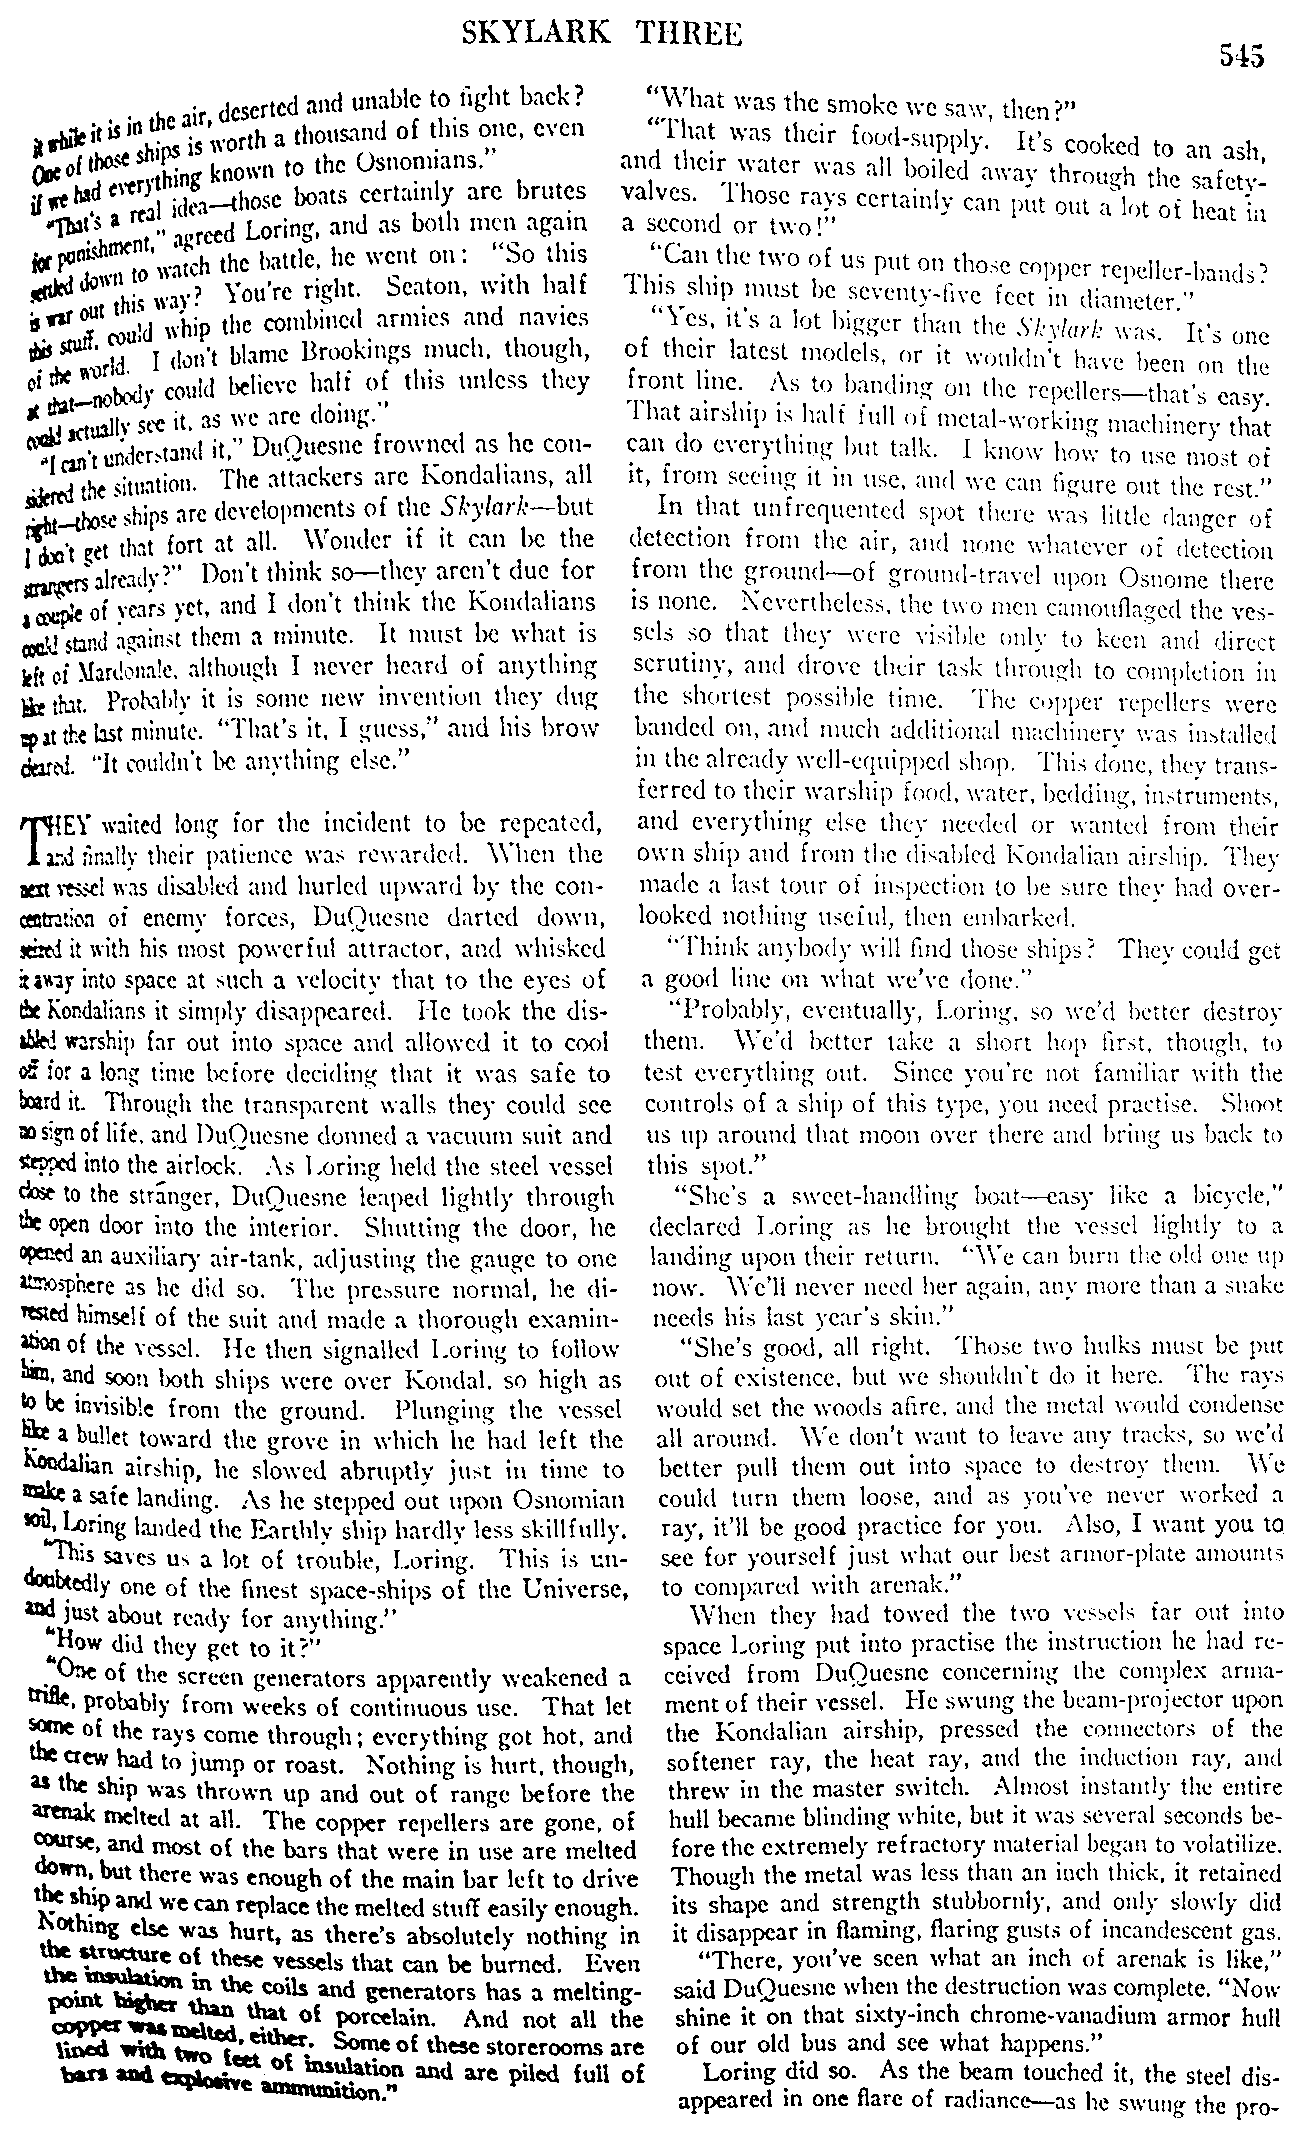 SKYLARK THREE
545
it while it is in the air, deserted and unable to fight back?
One of those ships is worth a thousand of this one, even
if we had everything known to the Osnomians."
"That's a real idea—those boats certainly are brutes
for punishment," agreed Loring, and as both men again
settled down to watch the battle, he went on: "So this
is war out this way? You're right. Seaton, with half
this stuff, could whip the combined armies and navies
of the world. I don't blame Brookings much, though,
at that—nobody could believe half of this unless they
could actually see it, as we are doing."
"I can't understand it," DuQuesne frowned as he con-
sidered the situation. The attackers are Kondalians, all
right—those ships are developments of the Skylark—but
I don't get that fort at all. Wonder if it can be the
strangers already?" Don't think so—they aren't due for
a couple of years yet, and I don't think the Kondalians
could stand against them a minute. It must be what is
left of Mardonale, although I never heard of anything
like that. Probably it is some new invention they dug
up at the last minute. "That's it, I guess," and his brow
cleared. "It couldn't be anything else."
THEY waited long for the incident to be repeated,
and finally their patience was rewarded. When the
next vessel was disabled and hurled upward by the con-
centration of enemy forces, DuQuesne darted down,
seized it with his most powerful attractor, and whisked
it away into space at such a velocity that to the eyes of
the Kondalians it simply disappeared. He took the dis-
abled warship far out into space and allowed it to cool
off for a long time before deciding that it was safe to
board it. Through the transparent walls they could see
no sign of life, and DuQuesne donned a vacuum suit and
stepped into the airlock. As Loring held the steel vessel
close to the stranger, DuQuesne leaped lightly through
the open door into the interior. Shutting the door, he
opened an auxiliary air-tank, adjusting the gauge to one
atmosphere as he did so. The pressure normal, he di-
vested himself of the suit and made a thorough examin-
ation of the vessel. He then signalled Loring to follow
him, and soon both ships were over Kondal, so high as
to be invisible from the ground. Plunging the vessel
like a bullet toward the grove in which he had left the
Kondalian airship, he slowed abruptly just in time to
make a safe landing. As he stepped out upon Osnomian
soil, Loring landed the Earthly ship hardly less skillfully.
"This saves us a lot of trouble, Loring. This is un-
doubtedly one of the finest space-ships of the Universe,
and just about ready for anything."
"How did they get to it?"
"One of the screen generators apparently weakened a
trifle, probably from weeks of continuous use. That let
some of the rays come through; everything got hot, and
the crew had to jump or roast. Nothing is hurt, though,
as the ship was thrown up and out of range before the
arenak melted at all. The copper repellers are gone, of
course, and most of the bars that were in use are melted
down, but there was enough of the main bar left to drive
the ship and we can replace the melted stuff easily enough.
Nothing else was hurt, as there's absolutely nothing in
the structure of these vessels that can be burned. Even
the insulation in the coils and generators has a melting-
point higher than that of porcelain. And not all the
copper was melted, either. Some of these storerooms are
lined with two feet of insulation and are piled full of
bars and explosive ammunition."
"What was the smoke we saw, then?"
"That was their food-supply. It's cooked to an ash,
and their water was all boiled away through the safety-
valves. Those rays certainly can put out a lot of heat in
a second or two!"
"Can the two of us put on those copper repeller-bands?
This ship must be seventy-five feet in diameter."
"Yes, it's a lot bigger than the Skylark was. It's one
of their latest models, or it wouldn't have been on the
front line. As to banding on the repellers—that's easy.
That airship is half full of metal-working machinery that
can do everything but talk. I know how to use most of
it, from seeing it in use, and we can figure out the rest."
In that unfrequented spot there was little danger of
detection from the air, and none whatever of detection
from the ground—of ground-travel upon Osnome there
is none. Nevertheless, the two men camouflaged the ves-
sels so that they were visible only to keen and direct
scrutiny, and drove their task through to completion in
the shortest possible time. The copper repellers were
banded on, and much additional machinery was installed
in the already well-equipped shop. This done, they trans-
ferred to their warship food, water, bedding, instruments,
and everything else they needed or wanted from their
own ship and from the disabled Kondalian airship. They
made a last tour of inspection to be sure they had over-
looked nothing useful, then embarked.
"Think anybody will find those ships? They could get
a good line on what we've done."
"Probably, eventually, Loring, so we'd better destroy
them. We'd better take a short hop first, though, to
test everything out. Since you're not familiar with the
controls of a ship of this type, you need practise. Shoot
us up around that moon over there and bring us back to
this spot."
"She's a sweet-handling boat—easy like a bicycle,"
declared Loring as he brought the vessel lightly to a
landing upon their return. "We can burn the old one up
now. We'll never need her again, any more than a snake
needs his last year's skin."
"She's good, all right. Those two hulks must be put
out of existence, but we shouldn't do it here. The rays
would set the woods afire, and the metal would condense
all around. We don't want to leave any tracks, so we'd
better pull them out into space to destroy them. We
could turn them loose, and as you've never worked a
ray, it'll be good practice for you. Also, I want you to
see for yourself just what our best armor-plate amounts
to compared with arenak."
When they had towed the two vessels far out into
space Loring put into practise the instruction he had re-
ceived from DuQuesne concerning the complex arma-
ment of their vessel. He swung the beam-projector upon
the Kondalian airship, pressed the connectors of the
softener ray, the heat ray, and the induction ray, and
threw in the master switch. Almost instantly the entire
hull became blinding white, but it was several seconds be-
fore the extremely refractory material began to volatilize.
Though the metal was less than an inch thick, it retained
its shape and strength stubbornly, and only slowly did
it disappear in flaming, flaring gusts of incandescent gas.
"There, you've seen what an inch of arenak is like,"
said DuQuesne when the destruction was complete. "Now
shine it on that sixty-inch chrome-vanadium armor hull
of our old bus and see what happens."
Loring did so. As the beam touched it, the steel dis-
appeared in one flare of radiance—as he swung the pro-